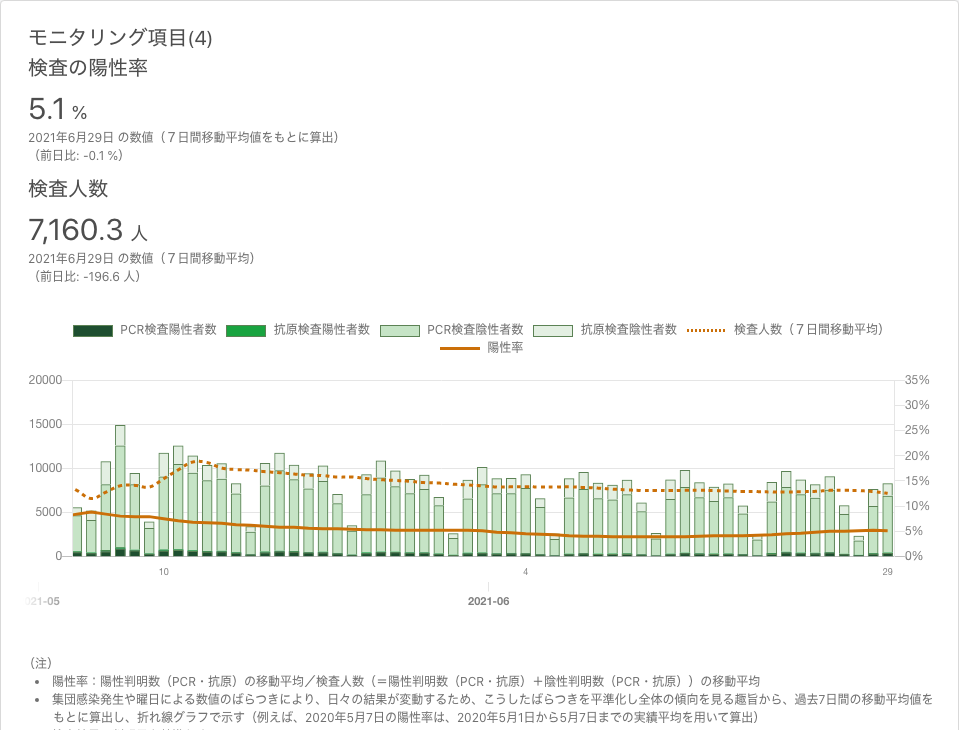 モニタリング項目(4)
検査の陽性率
5.1 %
2021年6月29日 の数値（７日間移動平均値をもとに算出）
（前日比: -0.1 %）
検査人数
7,160.3 人
2021年6月29日 の数値（７日間移動平均）
（前日比: -196.6 人）
PCR検査陽性者数 抗原検査陽性者数 PCR検査陰性者数 抗原検査陰性者数 検査人数（７日間移動平均）
陽性率
20000 35%
30%
15000
25%
10000 20%
15%
5000 10%
5%
0 0%
10 4 29
21-05 2021-06
（注）
• 陽性率：陽性判明数（PCR・抗原）の移動平均／検査人数（＝陽性判明数（PCR・抗原）＋陰性判明数（PCR・抗原））の移動平均
• 集団感染発生や曜日による数値のばらつきにより、日々の結果が変動するため、こうしたばらつきを平準化し全体の傾向を見る趣旨から、過去7日間の移動平均値を
もとに算出し、折れ線グラフで示す（例えば、2020年5月7日の陽性率は、2020年5月1日から5月7日までの実績平均を用いて算出）